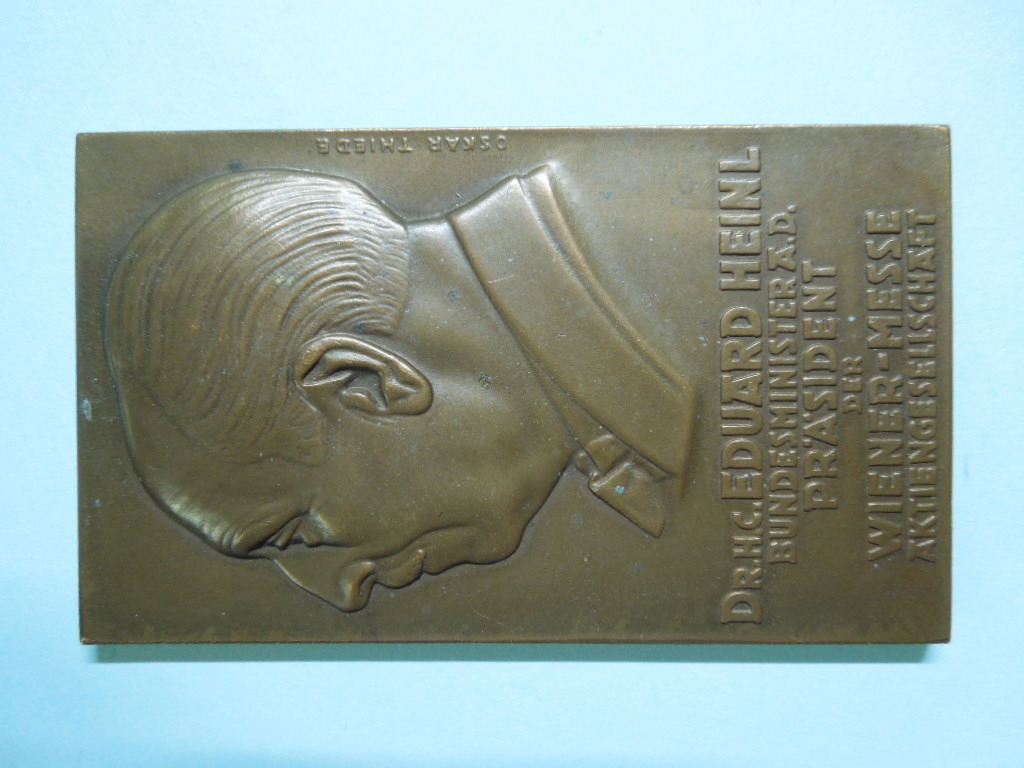 OSKAR THIEDE
DR.H.C. EDUARD HEINL
BUNDESMINISTER A.D.
PRÄSIDENT
DER
WIENER-MESSE
AKTIENGESELLSCHAFT